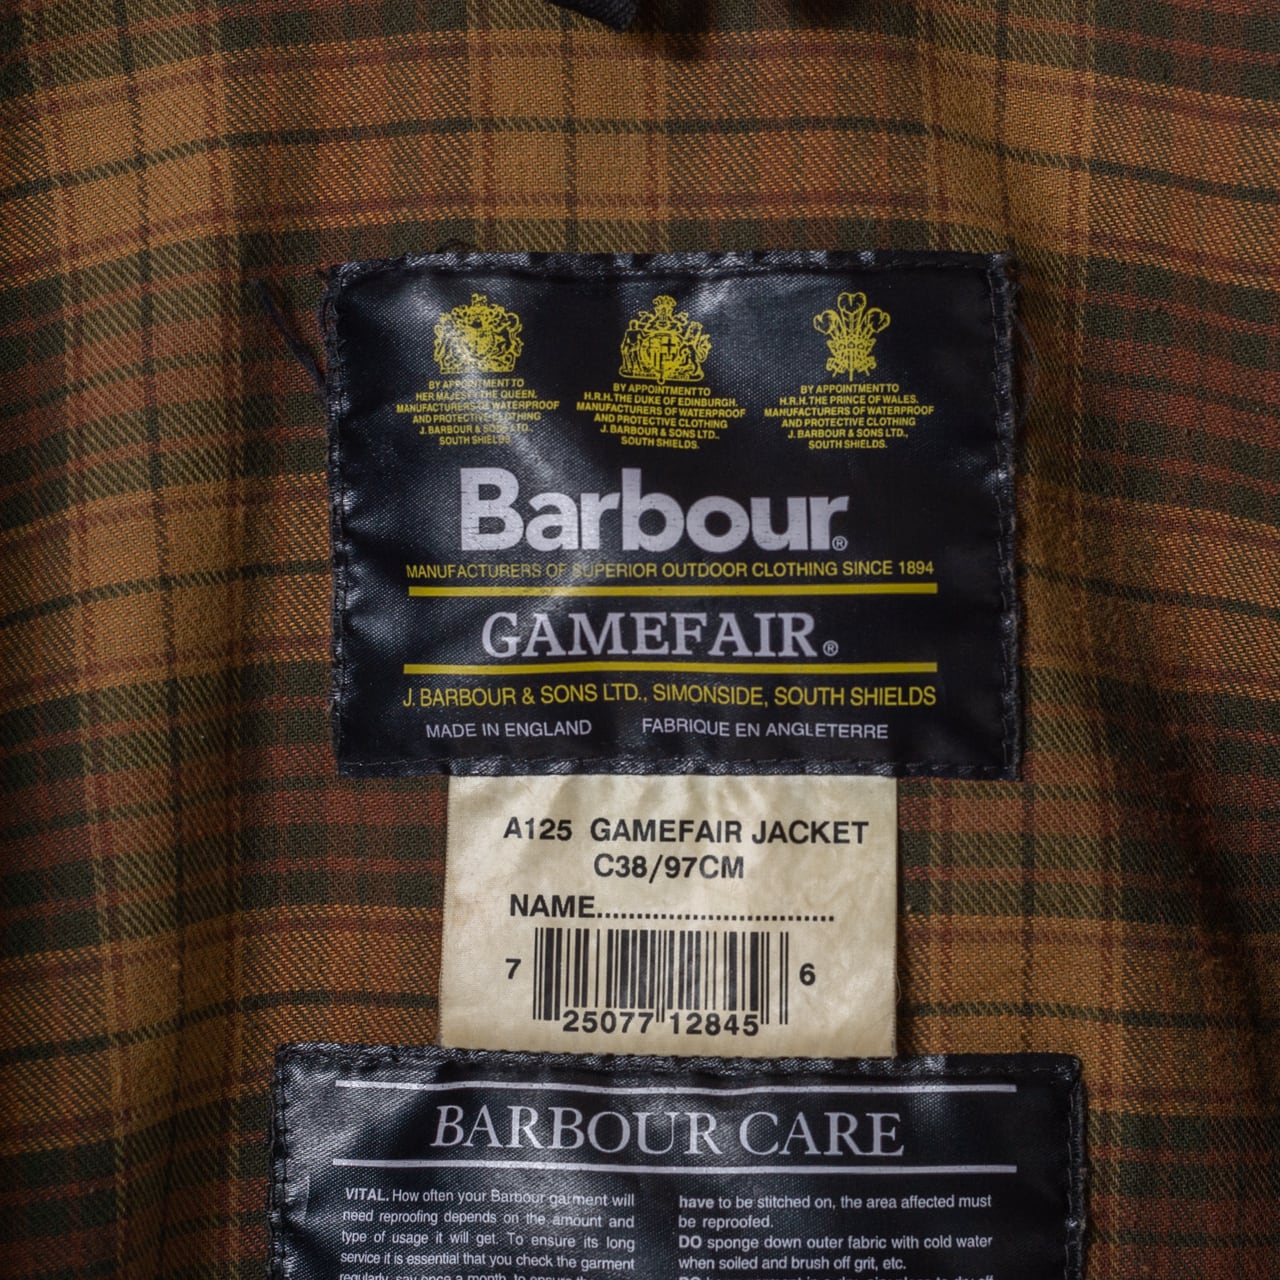 BY APPOINTMENT TO
HER MAJESTY THE QUEEN.
MANUFACTURERS OF WATERPROOF
AND PROTECTIVE CLOTHING
J. BARBOUR & SONS LTD.,
SOUTH SHIELDS.
BY APPOINTMENT TO
H.R.H. THE DUKE OF EDINBURGH.
MANUFACTURERS OF WATERPROOF
AND PROTECTIVE CLOTHING
J. BARBOUR & SONS LTD.,
SOUTH SHIELDS.
BY APPOINTMENT TO
H.R.H. THE PRINCE OF WALES.
MANUFACTURERS OF WATERPROOF
AND PROTECTIVE CLOTHING
J. BARBOUR & SONS LTD.,
SOUTH SHIELDS.
Barbour®
MANUFACTURERS OF SUPERIOR OUTDOOR CLOTHING SINCE 1894
GAMEFAIR®
J. BARBOUR & SONS LTD., SIMONSIDE, SOUTH SHIELDS
MADE IN ENGLAND FABRIQUE EN ANGLETERRE
A125 GAMEFAIR JACKET
C38/97CM
NAME..............................
7 25077 12845 6
BARBOUR CARE
VITAL. How often your Barbour garment will
need reproofing depends on the amount and
type of usage it will get. To ensure its long
service it is essential that you check the garment
regularly, say once a month, to ensure
have to be stitched on, the area affected must
be reproofed.
DO sponge down outer fabric with cold water
when soiled and brush off grit, etc.